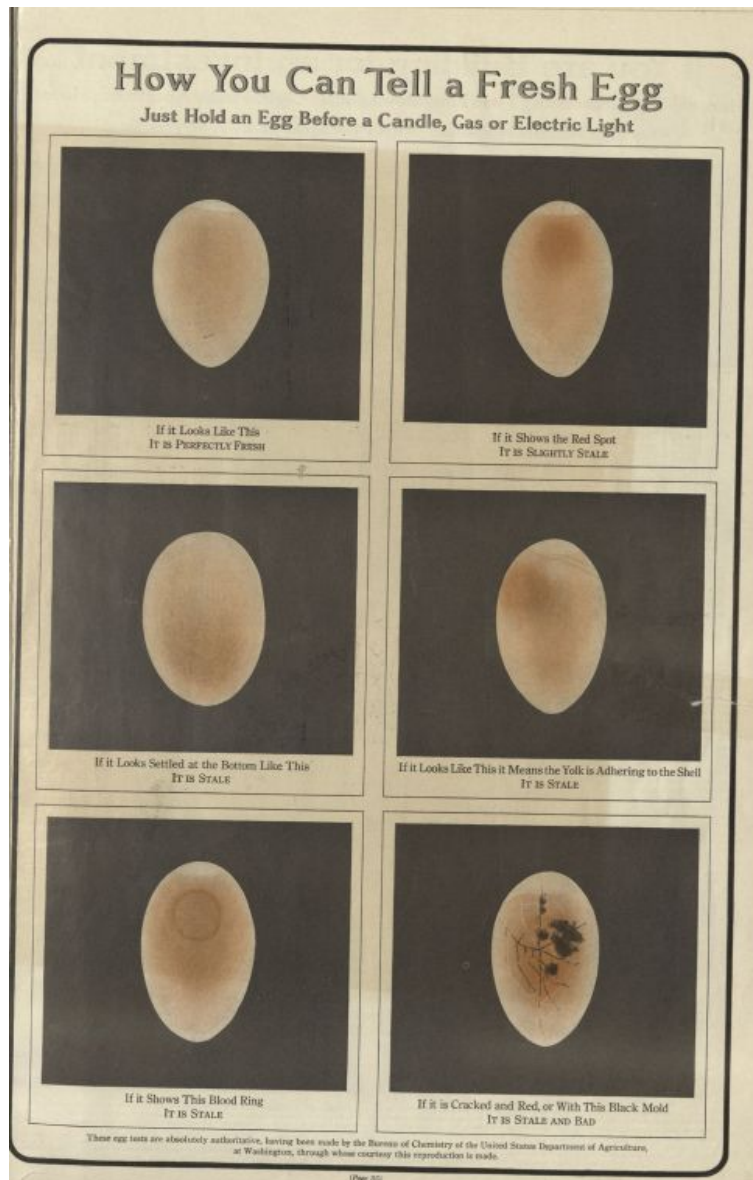 How You Can Tell a Fresh Egg
Just Hold an Egg Before a Candle, Gas or Electric Light
If it Looks Like This
IT IS PERFECTLY FRESH
If it Shows the Red Spot
IT IS SLIGHTLY STALE
If it Looks Settled at the Bottom Like This
IT IS STALE
If it Looks Like This it Means the Yolk is Adhering to the Shell
IT IS STALE
If it Shows This Blood Ring
IT IS STALE
If it is Cracked and Red, or With This Black Mold
IT IS STALE AND BAD
These egg tests are absolutely authoritative, having been made by the Bureau of Chemistry of the United States Department of Agriculture,
at Washington, through whose courtesy this reproduction is made.